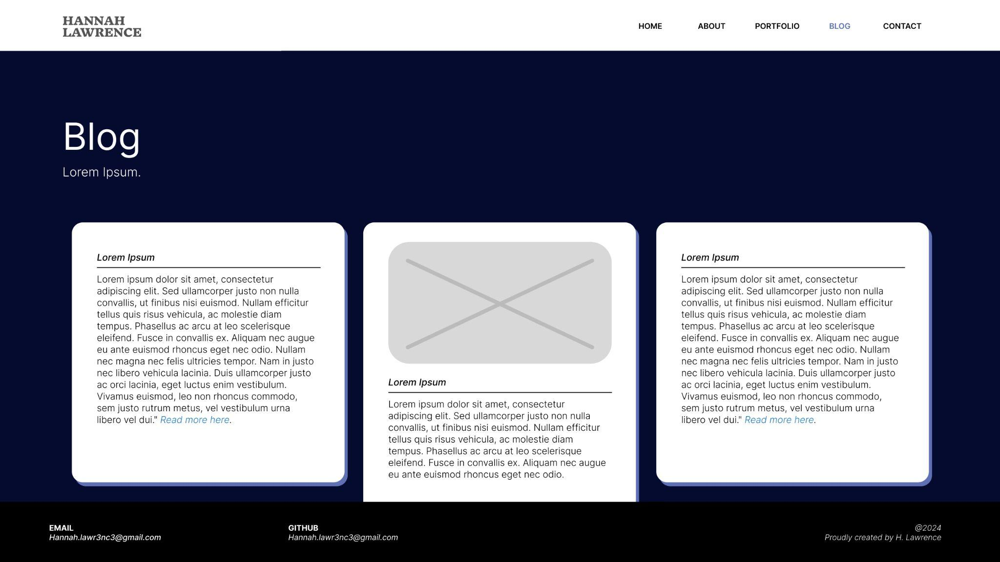 HANNAH
LAWRENCE
HOME ABOUT PORTFOLIO BLOG CONTACT
Blog
Lorem Ipsum.
Lorem Ipsum
Lorem ipsum dolor sit amet, consectetur
adipiscing elit. Sed ullamcorper justo non nulla
convallis, ut finibus nisi euismod. Nullam efficitur
tellus quis risus vehicula, ac molestie diam
tempus. Phasellus ac arcu at leo scelerisque
eleifend. Fusce in convallis ex. Aliquam nec augue
eu ante euismod rhoncus eget nec odio. Nullam
nec magna nec felis ultricies tempor. Nam in justo
nec libero vehicula lacinia. Duis ullamcorper justo
ac orci lacinia, eget luctus enim vestibulum.
Vivamus euismod, leo non rhoncus commodo,
sem justo rutrum metus, vel vestibulum urna
libero vel dui." Read more here.
Lorem Ipsum
Lorem ipsum dolor sit amet, consectetur
adipiscing elit. Sed ullamcorper justo non nulla
convallis, ut finibus nisi euismod. Nullam efficitur
tellus quis risus vehicula, ac molestie diam
tempus. Phasellus ac arcu at leo scelerisque
eleifend. Fusce in convallis ex. Aliquam nec augue
eu ante euismod rhoncus eget nec odio.
Lorem Ipsum
Lorem ipsum dolor sit amet, consectetur
adipiscing elit. Sed ullamcorper justo non nulla
convallis, ut finibus nisi euismod. Nullam efficitur
tellus quis risus vehicula, ac molestie diam
tempus. Phasellus ac arcu at leo scelerisque
eleifend. Fusce in convallis ex. Aliquam nec augue
eu ante euismod rhoncus eget nec odio. Nullam
nec magna nec felis ultricies tempor. Nam in justo
nec libero vehicula lacinia. Duis ullamcorper justo
ac orci lacinia, eget luctus enim vestibulum.
Vivamus euismod, leo non rhoncus commodo,
sem justo rutrum metus, vel vestibulum urna
libero vel dui." Read more here.
EMAIL
Hannah.lawr3nc3@gmail.com
GITHUB
Hannah.lawr3nc3@gmail.com
@2024
Proudly created by H. Lawrence